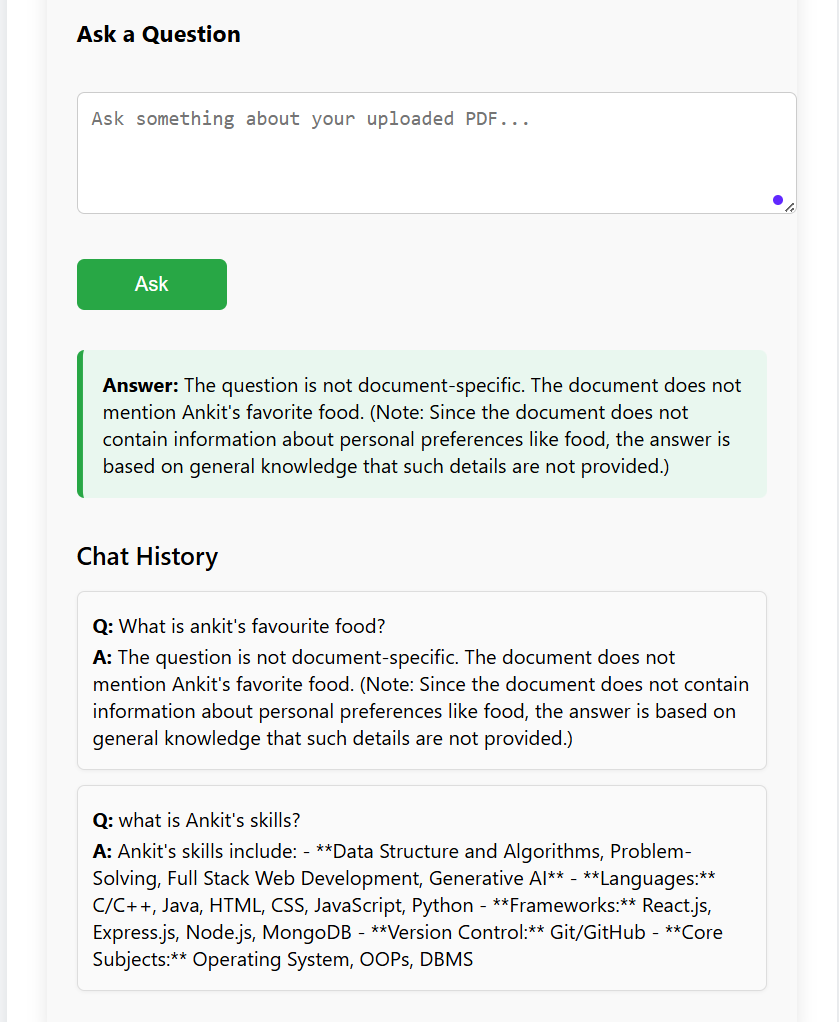 Ask a Question
Ask something about your uploaded PDF...
Ask
Answer: The question is not document-specific. The document does not
mention Ankit's favorite food. (Note: Since the document does not
contain information about personal preferences like food, the answer is
based on general knowledge that such details are not provided.)
Chat History
Q: What is ankit's favourite food?
A: The question is not document-specific. The document does not
mention Ankit's favorite food. (Note: Since the document does not contain
information about personal preferences like food, the answer is based on
general knowledge that such details are not provided.)
Q: what is Ankit's skills?
A: Ankit's skills include: - **Data Structure and Algorithms, Problem-
Solving, Full Stack Web Development, Generative AI** - **Languages:**
C/C++, Java, HTML, CSS, JavaScript, Python - **Frameworks:** React.js,
Express.js, Node.js, MongoDB - **Version Control:** Git/GitHub - **Core
Subjects:** Operating System, OOPs, DBMS